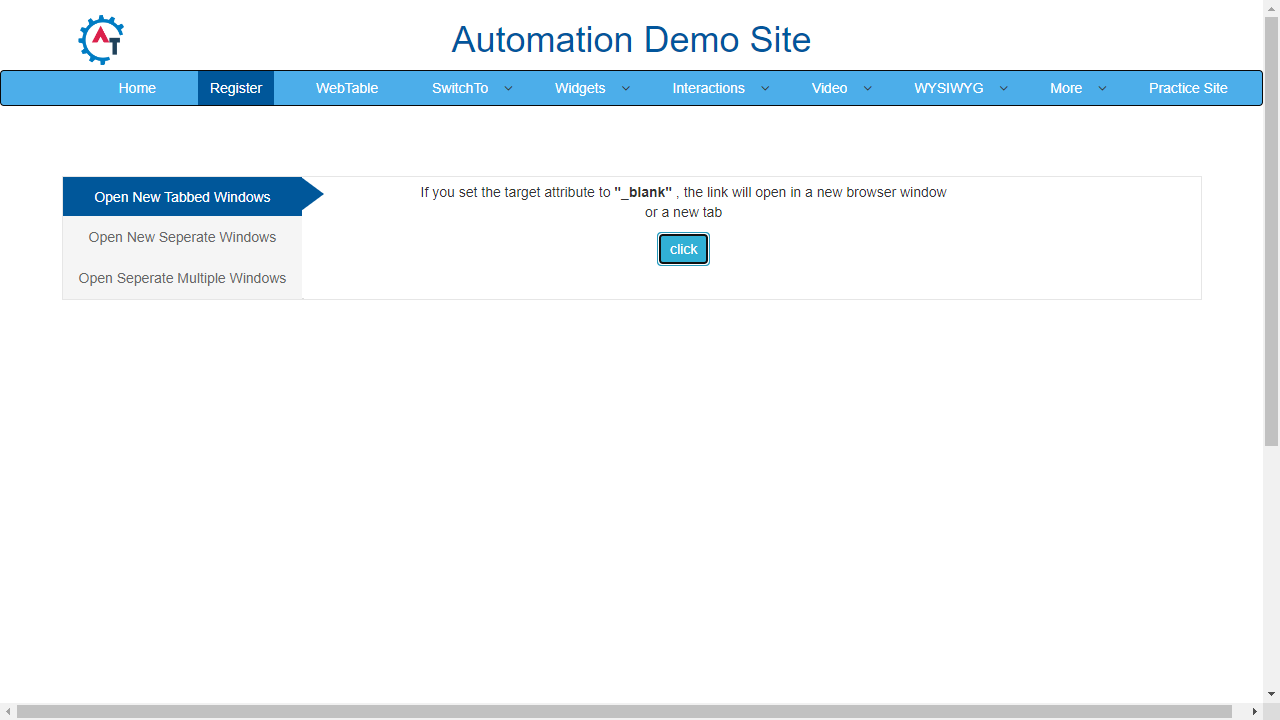 AT
Automation Demo Site
Home Register WebTable SwitchTo Widgets Interactions Video WYSIWYG More Practice Site
Open New Tabbed Windows
Open New Seperate Windows
Open Seperate Multiple Windows
If you set the target attribute to "_blank" , the link will open in a new browser window
or a new tab
click